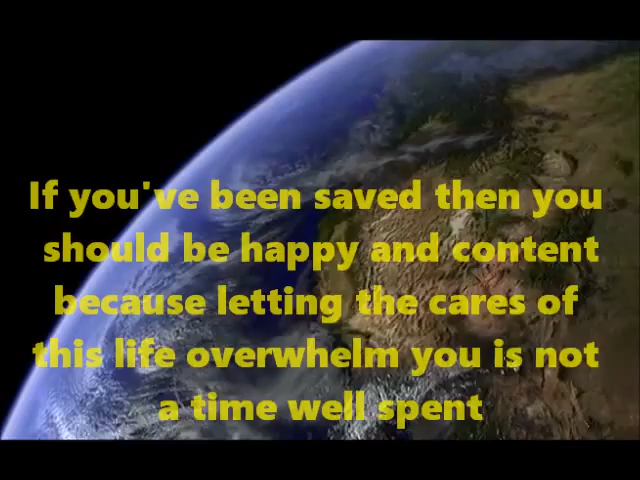 If you've been saved then you
should be happy and content
because letting the cares of
this life overwhelm you is not
a time well spent